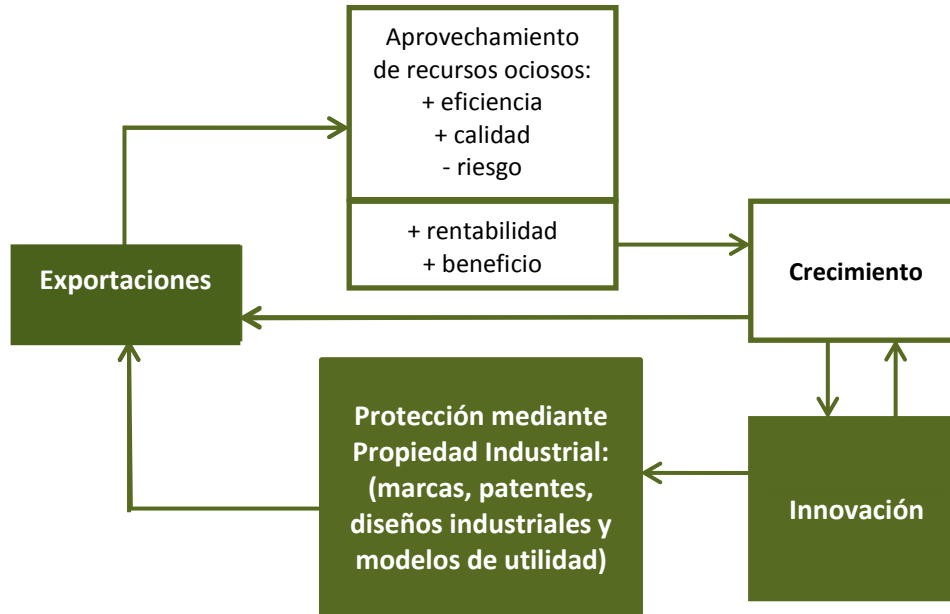 Aprovechamiento
de recursos ociosos:
+ eficiencia
+ calidad
- riesgo
+ rentabilidad
+ beneficio
Exportaciones
Crecimiento
Protección mediante
Propiedad Industrial:
(marcas, patentes,
diseños industriales y
modelos de utilidad)
Innovación